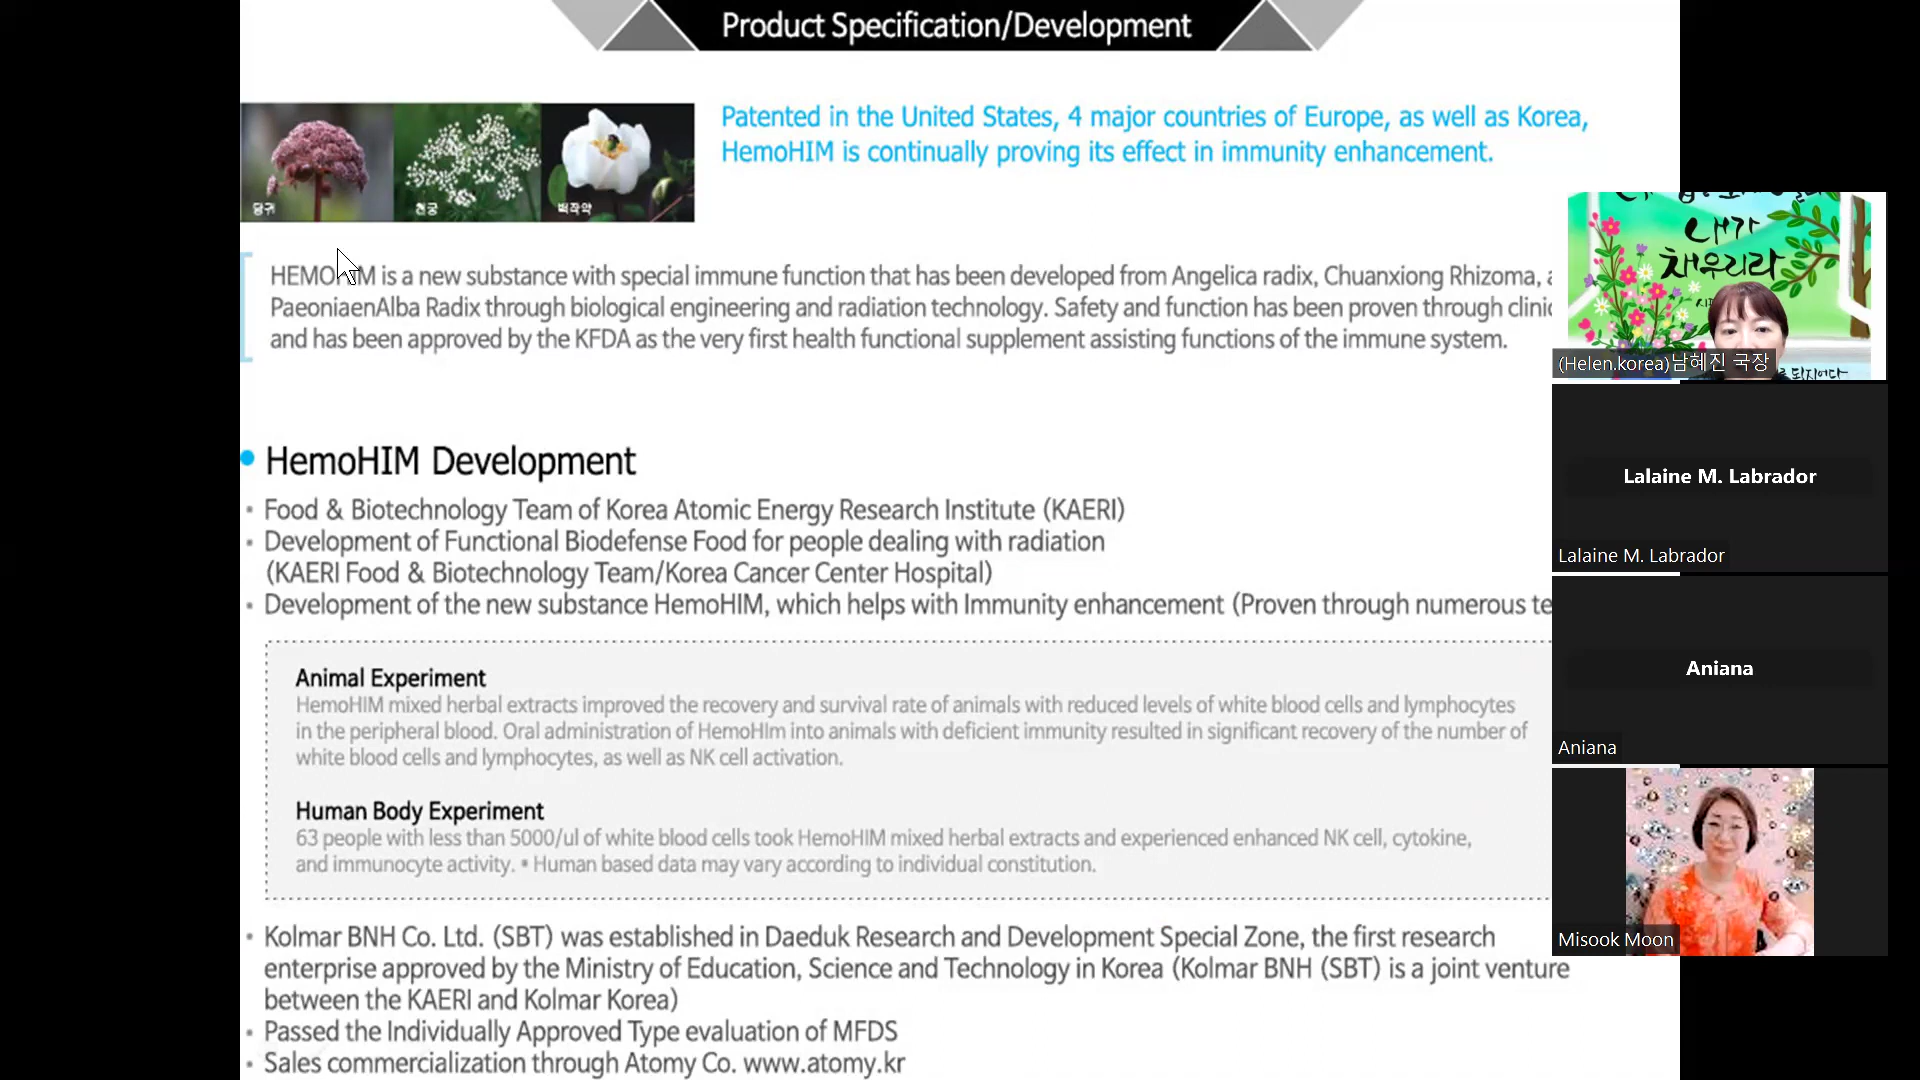 Product Specification/Development
Patented in the United States, 4 major countries of Europe, as well as Korea,
HemoHIM is continually proving its effect in immunity enhancement.
당귀
천궁
백작약
HEMOHIM is a new substance with special immune function that has been developed from Angelica radix, Chuanxiong Rhizoma,
PaeoniaenAlba Radix through biological engineering and radiation technology. Safety and function has been proven through
and has been approved by the KFDA as the very first health functional supplement assisting functions of the immune system.
• HemoHIM Development
• Food & Biotechnology Team of Korea Atomic Energy Research Institute (KAERI)
• Development of Functional Biodefense Food for people dealing with radiation
(KAERI Food & Biotechnology Team/Korea Cancer Center Hospital)
• Development of the new substance HemoHIM, which helps with Immunity enhancement (Proven through numerous
Animal Experiment
HemoHIM mixed herbal extracts improved the recovery and survival rate of animals with reduced levels of white blood cells and lymphocytes
in the peripheral blood. Oral administration of HemoHIm into animals with deficient immunity resulted in significant recovery of the number of
white blood cells and lymphocytes, as well as NK cell activation.
Human Body Experiment
63 people with less than 5000/ul of white blood cells took HemoHIM mixed herbal extracts and experienced enhanced NK cell, cytokine,
and immunocyte activity. • Human based data may vary according to individual constitution.
• Kolmar BNH Co. Ltd. (SBT) was established in Daeduk Research and Development Special Zone, the first research
enterprise approved by the Ministry of Education, Science and Technology in Korea (Kolmar BNH (SBT) is a joint venture
between the KAERI and Kolmar Korea)
• Passed the Individually Approved Type evaluation of MFDS
• Sales commercialization through Atomy Co. www.atomy.kr
내가
채우리라
(Helen.korea)남혜진 국장
Lalaine M. Labrador
Lalaine M. Labrador
Aniana
Aniana
Misook Moon